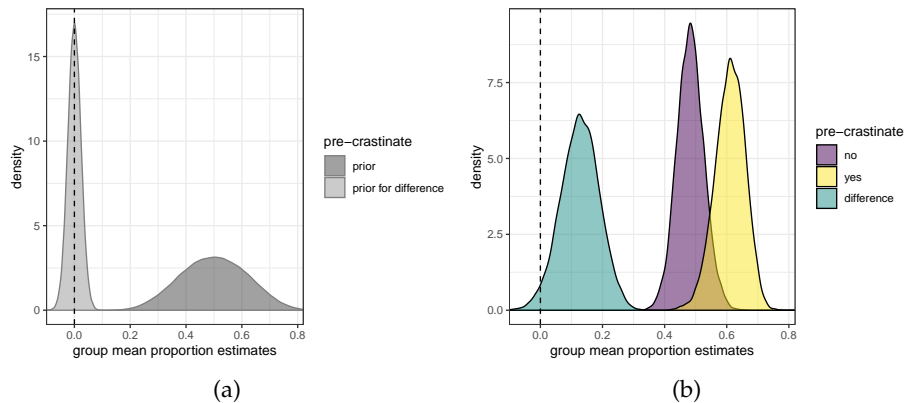 15
10
5
0
0.0 0.2 0.4 0.6 0.8
density
group mean proportion estimates
pre−crastinate
prior
prior for difference
(a)
7.5
5.0
2.5
0.0
0.0 0.2 0.4 0.6 0.8
density
group mean proportion estimates
pre−crastinate
no
yes
difference
(b)